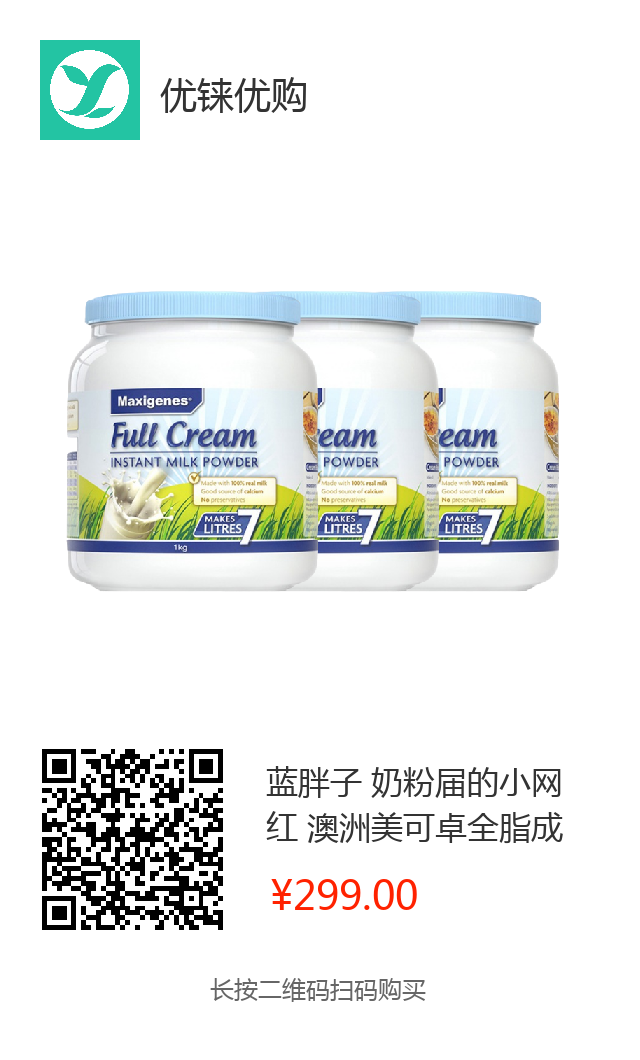 优铼优购
Maxigenes
Full Cream
INSTANT MILK POWDER
Made with 100% real milk
Good source of calcium
No preservatives
MAKES
LITRES 7
1kg
eam
POWDER
Made with 100% real milk
Good source of calcium
No preservatives
MAKES
LITRES 7
eam
POWDER
Made with 100% real milk
Good source of calcium
No preservatives
MAKES
LITRES 7
蓝胖子 奶粉届的小网
红 澳洲美可卓全脂成
¥299.00
长按二维码扫码购买